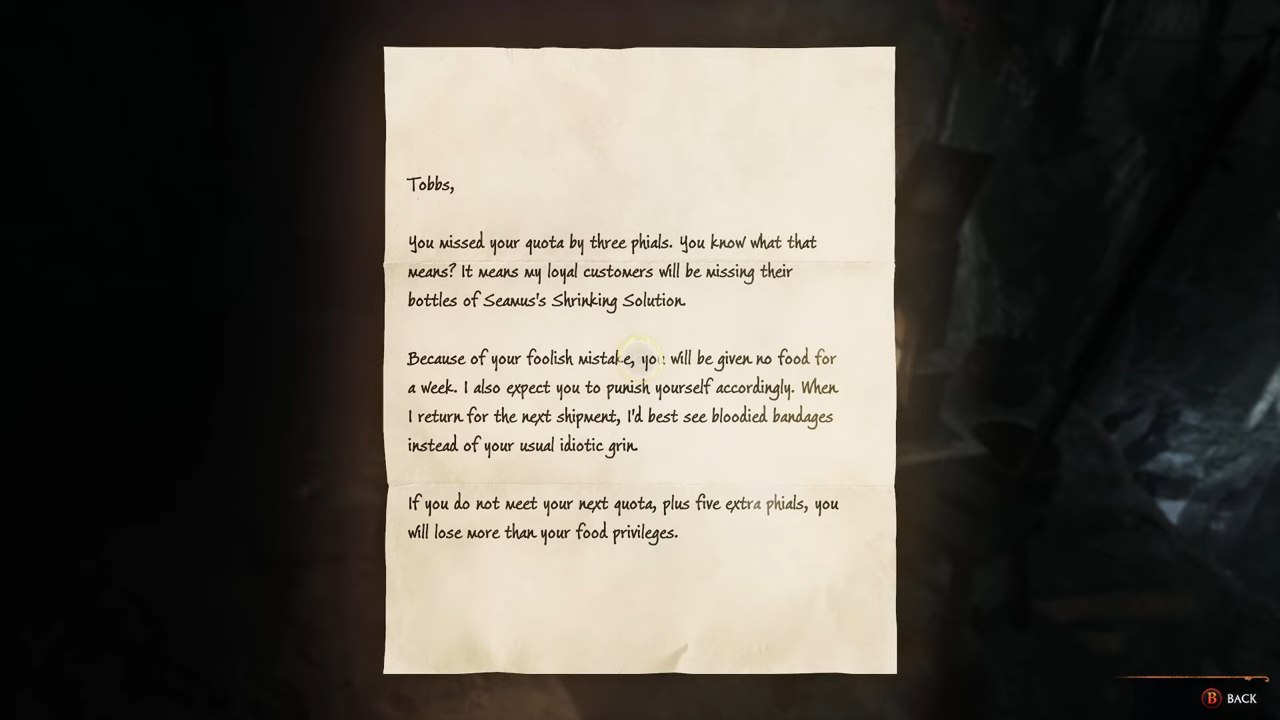 Tobbs,
You missed your quota by three phials. You know what that
means? It means my loyal customers will be missing their
bottles of Seamus's Shrinking Solution.
Because of your foolish mistake, you will be given no food for
a week. I also expect you to punish yourself accordingly. When
I return for the next shipment, I'd best see bloodied bandages
instead of your usual idiotic grin.
If you do not meet your next quota, plus five extra phials, you
will lose more than your food privileges.
B BACK